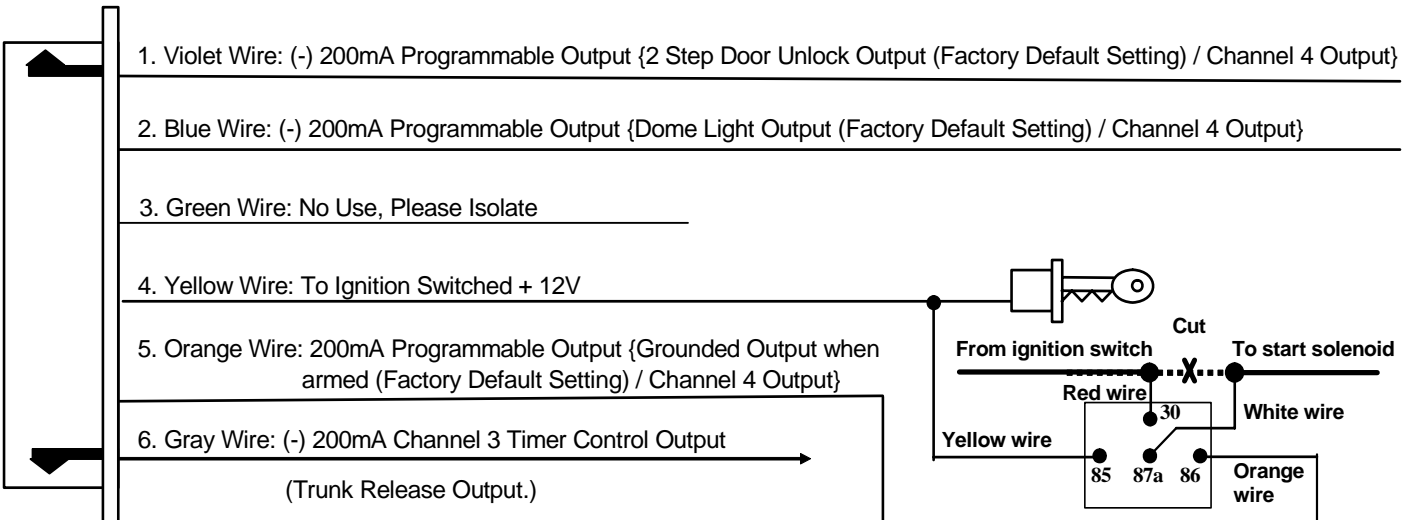 1. Violet Wire: (-) 200mA Programmable Output {2 Step Door Unlock Output (Factory Default Setting) / Channel 4 Output}
2. Blue Wire: (-) 200mA Programmable Output {Dome Light Output (Factory Default Setting) / Channel 4 Output}
3. Green Wire: No Use, Please Isolate
4. Yellow Wire: To Ignition Switched + 12V
5. Orange Wire: 200mA Programmable Output {Grounded Output when
armed (Factory Default Setting) / Channel 4 Output}
6. Gray Wire: (-) 200mA Channel 3 Timer Control Output
(Trunk Release Output.)
Cut
From ignition switch
To start solenoid
Red wire
30
White wire
Yellow wire
85
87a
86
Orange
wire